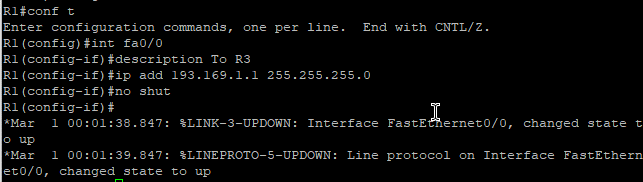 R1#conf t
Enter configuration commands, one per line.  End with CNTL/Z.
R1(config)#int fa0/0
R1(config-if)#description To R3
R1(config-if)#ip add 193.169.1.1 255.255.255.0
R1(config-if)#no shut
R1(config-if)#
*Mar  1 00:01:38.847: %LINK-3-UPDOWN: Interface FastEthernet0/0, changed state t
o up
*Mar  1 00:01:39.847: %LINEPROTO-5-UPDOWN: Line protocol on Interface FastEthern
et0/0, changed state to up